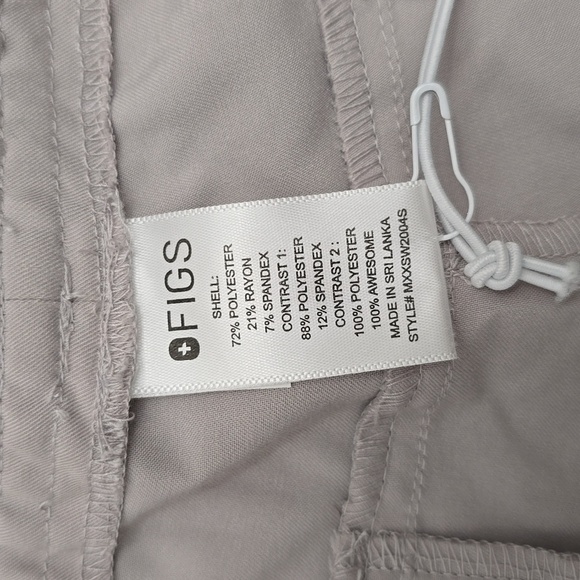 FIGS
SHELL:
72% POLYESTER
21% RAYON
7% SPANDEX
CONTRAST 1:
88% POLYESTER
12% SPANDEX
CONTRAST 2 :
100% POLYESTER
100% AWESOME
MADE IN SRI LANKA
STYLE# MXXSW2004S